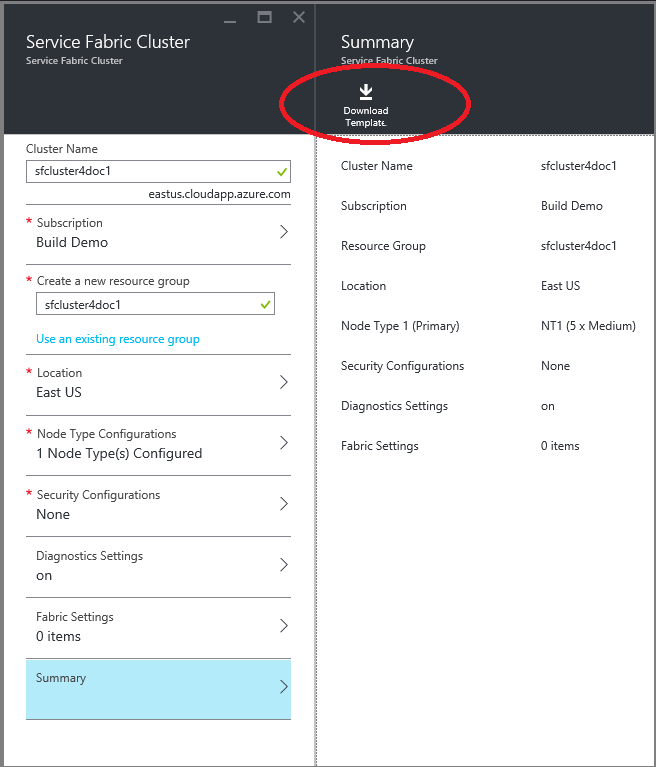 Service Fabric Cluster
Service Fabric Cluster
Cluster Name
sfcluster4doc1
eastus.cloudapp.azure.com
* Subscription
Build Demo
* Create a new resource group
sfcluster4doc1
Use an existing resource group
* Location
East US
* Node Type Configurations
1 Node Type(s) Configured
* Security Configurations
None
Diagnostics Settings
on
Fabric Settings
0 items
Summary
Summary
Service Fabric Cluster
Download
Template.
Cluster Name sfcluster4doc1
Subscription Build Demo
Resource Group sfcluster4doc1
Location East US
Node Type 1 (Primary) NT1 (5 x Medium)
Security Configurations None
Diagnostics Settings on
Fabric Settings 0 items